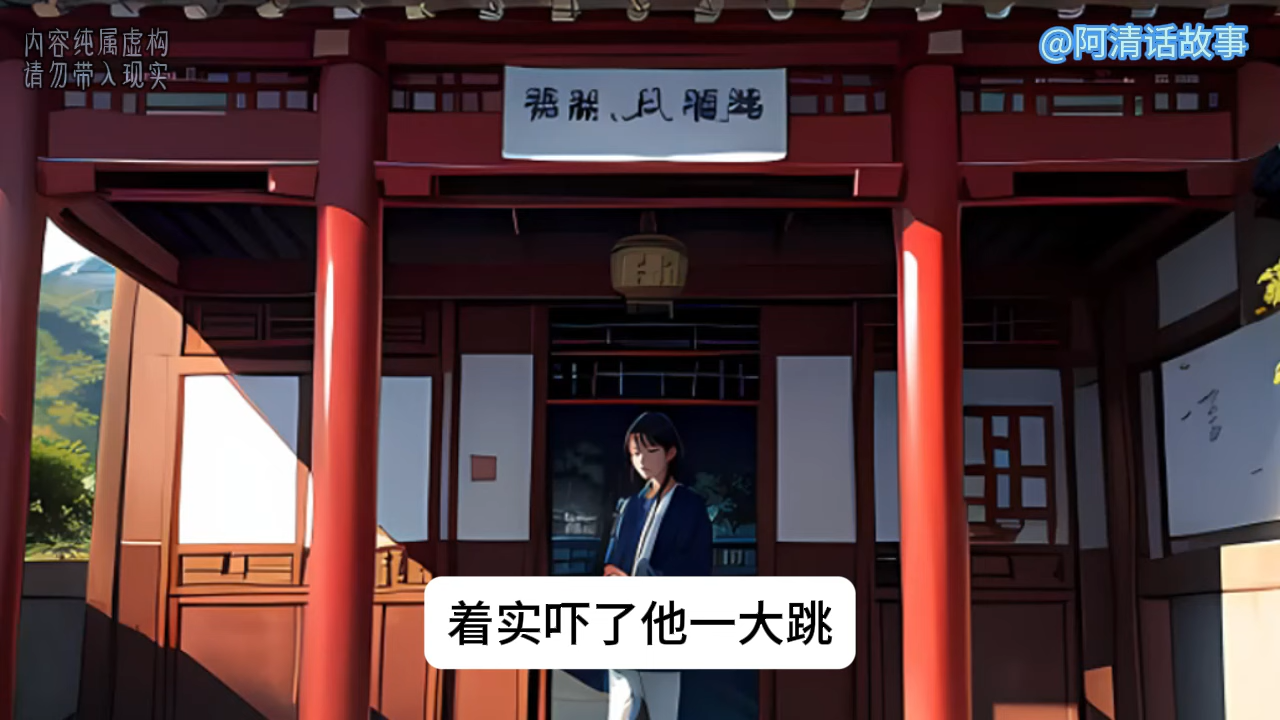 内容纯属虚构
请勿带入现实
@阿清话故事
着实吓了他一大跳